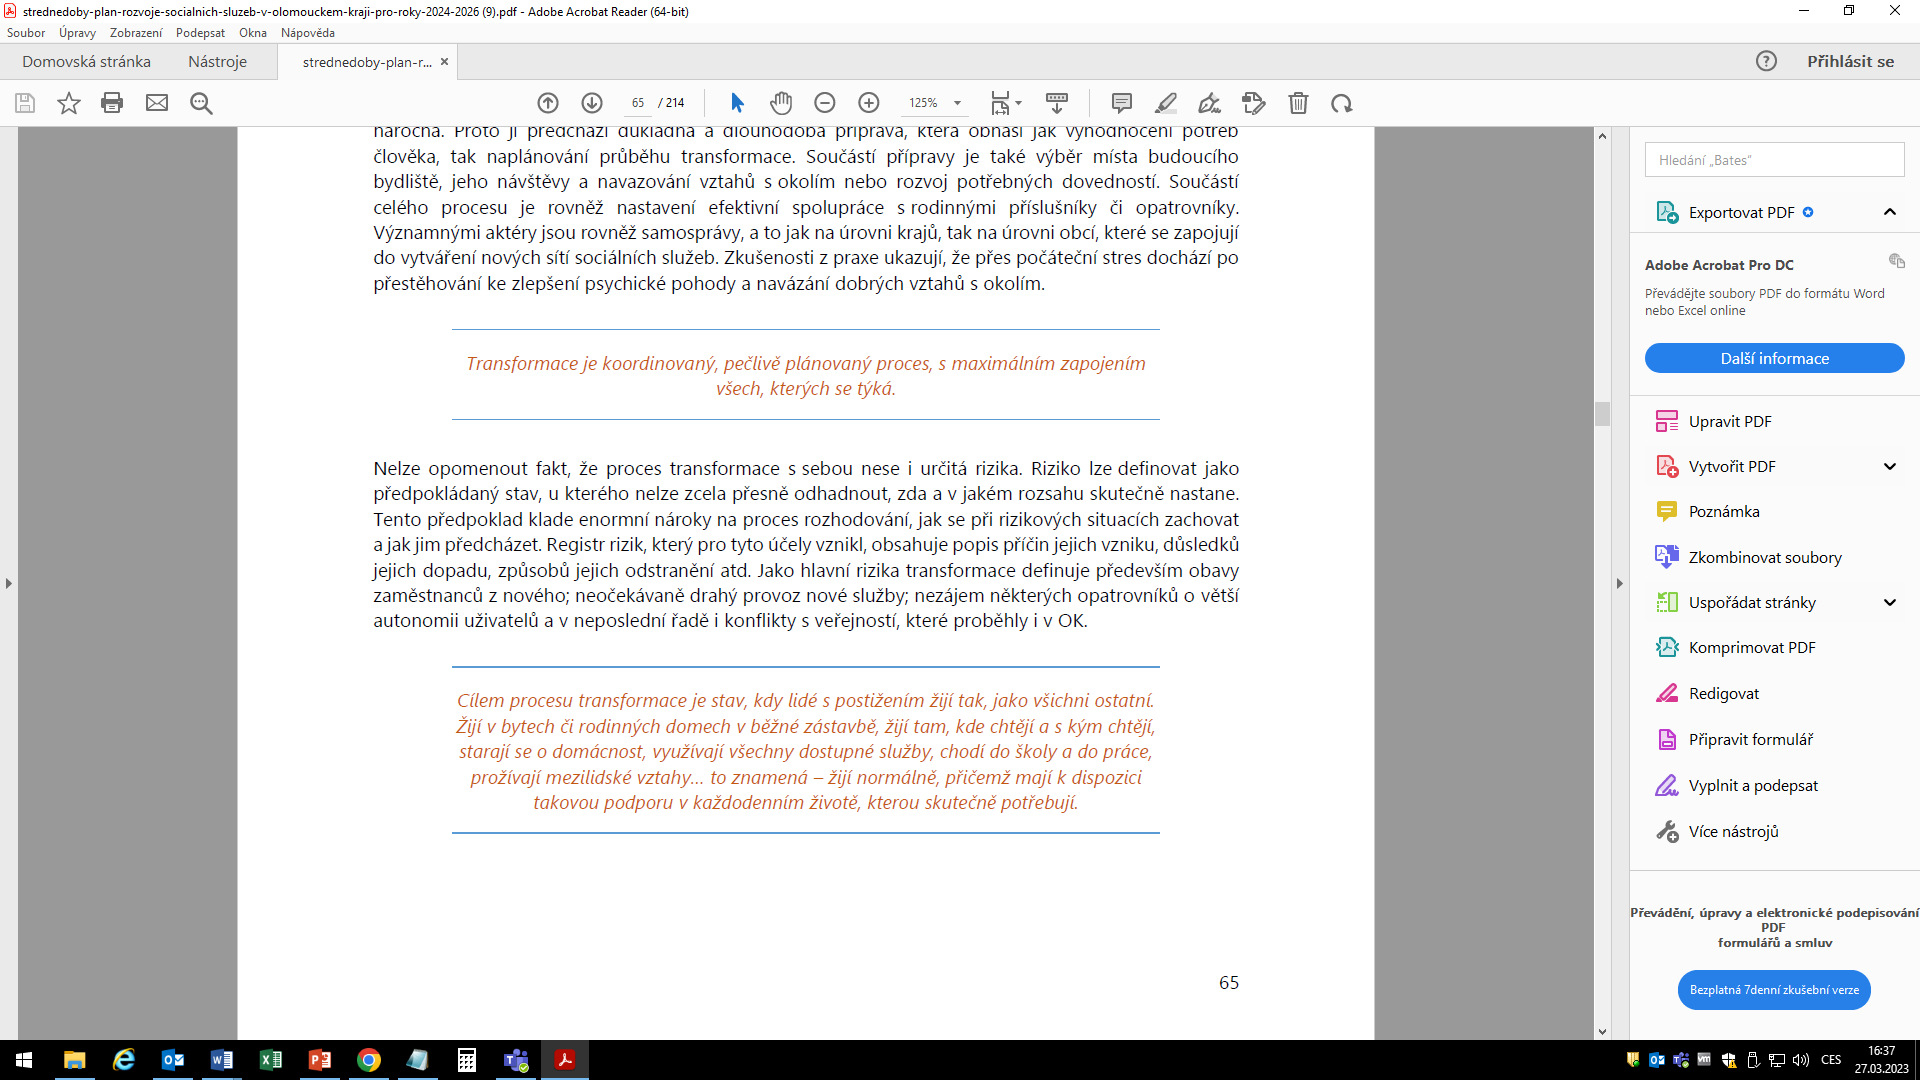 strednedoby-plan-rozvoje-socialnich-sluzeb-v-olomouckem-kraji-pro-roky-2024-2026 (9).pdf - Adobe Acrobat Reader (64-bit)
Soubor Úpravy Zobrazení Podepsat Okna Nápověda
Domovská stránka Nástroje strednedoby-plan-r... × Přihlásit se
65 / 214 125%
náročná. Proto jí předchází důkladná a dlouhodobá příprava, která obnáší jak vyhodnocení potřeb
člověka, tak naplánování průběhu transformace. Součástí přípravy je také výběr místa budoucího
bydliště, jeho návštěvy a navazování vztahů s okolím nebo rozvoj potřebných dovedností. Součástí
celého procesu je rovněž nastavení efektivní spolupráce s rodinnými příslušníky či opatrovníky.
Významnými aktéry jsou rovněž samosprávy, a to jak na úrovni krajů, tak na úrovni obcí, které se zapojují
do vytváření nových sítí sociálních služeb. Zkušenosti z praxe ukazují, že přes počáteční stres dochází po
přestěhování ke zlepšení psychické pohody a navázání dobrých vztahů s okolím.
Transformace je koordinovaný, pečlivě plánovaný proces, s maximálním zapojením
všech, kterých se týká.
Nelze opomenout fakt, že proces transformace s sebou nese i určitá rizika. Riziko lze definovat jako
předpokládaný stav, u kterého nelze zcela přesně odhadnout, zda a v jakém rozsahu skutečně nastane.
Tento předpoklad klade enormní nároky na proces rozhodování, jak se při rizikových situacích zachovat
a jak jim předcházet. Registr rizik, který pro tyto účely vznikl, obsahuje popis příčin jejich vzniku, důsledků
jejich dopadu, způsobů jejich odstranění atd. Jako hlavní rizika transformace definuje především obavy
zaměstnanců z nového; neočekávaně drahý provoz nové služby; nezájem některých opatrovníků o větší
autonomii uživatelů a v neposlední řadě i konflikty s veřejností, které proběhly i v OK.
Cílem procesu transformace je stav, kdy lidé s postižením žijí tak, jako všichni ostatní.
Žijí v bytech či rodinných domech v běžné zástavbě, žijí tam, kde chtějí a s kým chtějí,
starají se o domácnost, využívají všechny dostupné služby, chodí do školy a do práce,
prožívají mezilidské vztahy... to znamená – žijí normálně, přičemž mají k dispozici
takovou podporu v každodenním životě, kterou skutečně potřebují.
65
Hledání „Bates“
Exportovat PDF
Adobe Acrobat Pro DC
Převádějte soubory PDF do formátu Word
nebo Excel online
Další informace
Upravit PDF
Vytvořit PDF
Poznámka
Zkombinovat soubory
Uspořádat stránky
Komprimovat PDF
Redigovat
Připravit formulář
Vyplnit a podepsat
Více nástrojů
Převádění, úpravy a elektronické podepisování
PDF
formulářů a smluv
Bezplatná 7denní zkušební verze
CES
16:37
27.03.2023